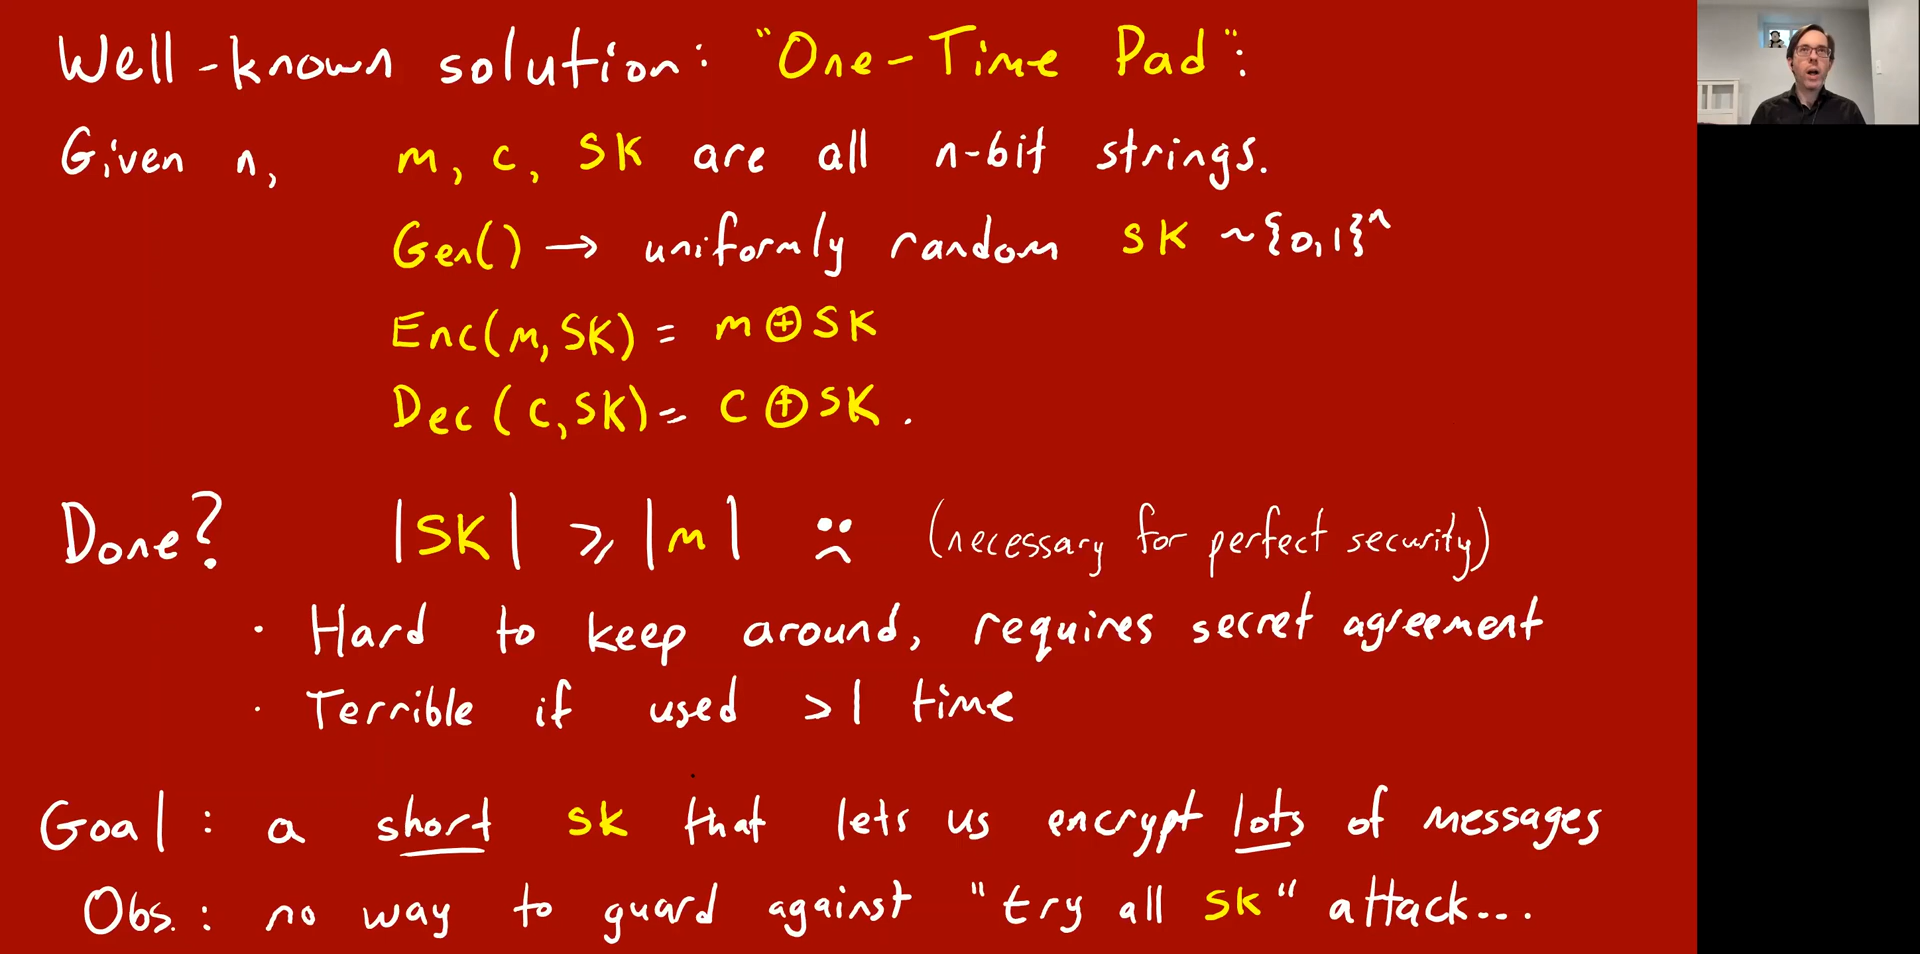 Well-known solution: "One-Time Pad":
Given n, m, c, SK are all n-bit strings.
Gen() → uniformly random SK ~{0,1}ⁿ
Enc(m,SK) = m⊕SK
Dec(c,SK) = c⊕SK.
Done? |SK| ⩾ |m| :( (necessary for perfect security)
· Hard to keep around, requires secret agreement
· Terrible if used >1 time
Goal: a short SK that lets us encrypt lots of messages
Obs.: no way to guard against "try all SK" attack...